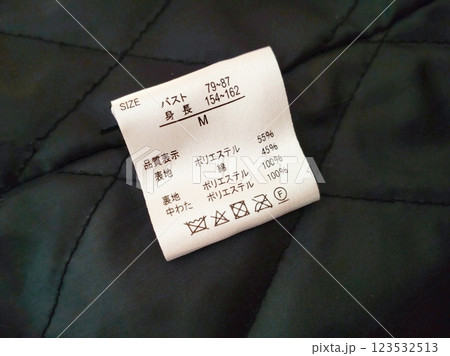 SIZE バスト 79~87
身長 154~162
M
品質表示
表地 ポリエステル 55%
綿 45%
裏地 ポリエステル 100%
中わた ポリエステル 100%
F
pixta
123532513